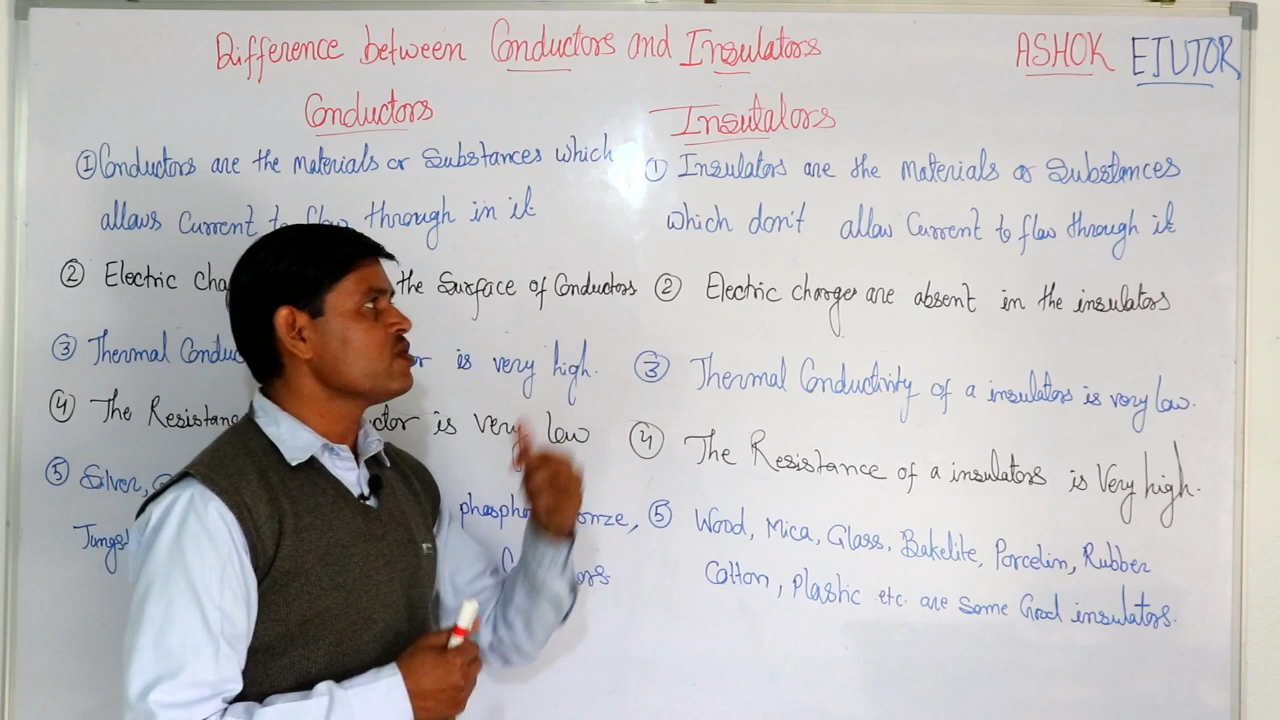 Difference between Conductors and Insulators
ASHOK EJUTOR
Conductors
① Conductors are the Materials or Substances which
allows Current to flow through in it
② Electric the Surface of Conductors
③ Thermal is very high.
④ The is very low
⑤ Silver,
Insulators
① Insulators are the Materials or Substances
which don't allow Current to flow through it
② Electric charges are absent in the insulators
③ Thermal Conductivity of a insulators is very low.
④ The Resistance of a insulators is Very high.
⑤ Wood, Mica, Glass, Bakelite, Porcelin, Rubber
Cotton, Plastic etc. are Some Good insulators.